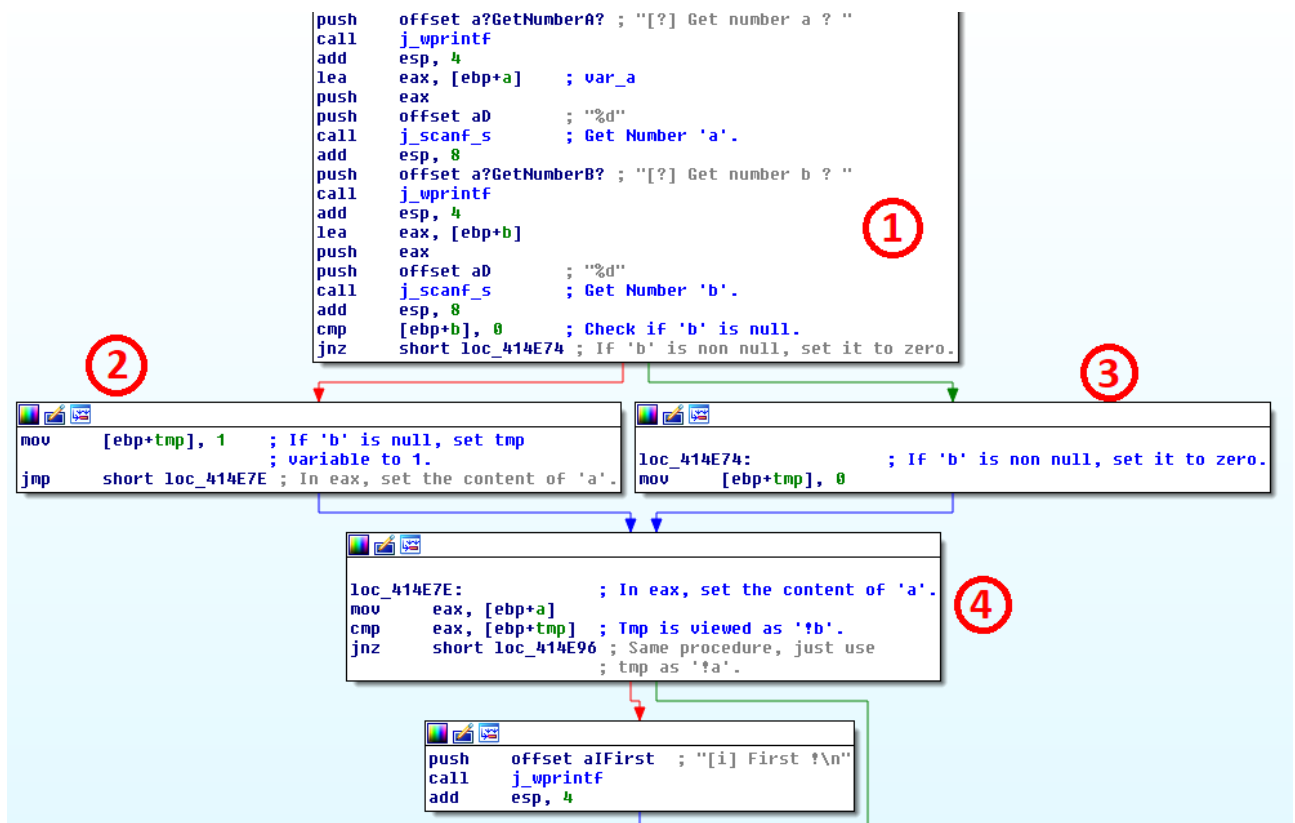 push offset a?GetNumberA? ; "[?] Get number a ? "
call j_wprintf
add esp, 4
lea eax, [ebp+a] ; var_a
push eax
push offset aD ; "%d"
call j_scanf_s ; Get Number 'a'.
add esp, 8
push offset a?GetNumberB? ; "[?] Get number b ? "
call j_wprintf
add esp, 4
lea eax, [ebp+b]
push eax
push offset aD ; "%d"
call j_scanf_s ; Get Number 'b'.
add esp, 8
cmp [ebp+b], 0 ; Check if 'b' is null.
jnz short loc_414E74 ; If 'b' is non null, set it to zero.
1
2
mov [ebp+tmp], 1 ; If 'b' is null, set tmp
; variable to 1.
jmp short loc_414E7E ; In eax, set the content of 'a'.
3
loc_414E74: ; If 'b' is non null, set it to zero.
mov [ebp+tmp], 0
loc_414E7E: ; In eax, set the content of 'a'.
mov eax, [ebp+a]
cmp eax, [ebp+tmp] ; Tmp is viewed as '!b'.
jnz short loc_414E96 ; Same procedure, just use
; tmp as '!a'.
4
push offset aIFirst ; "[i] First !\n"
call j_wprintf
add esp, 4